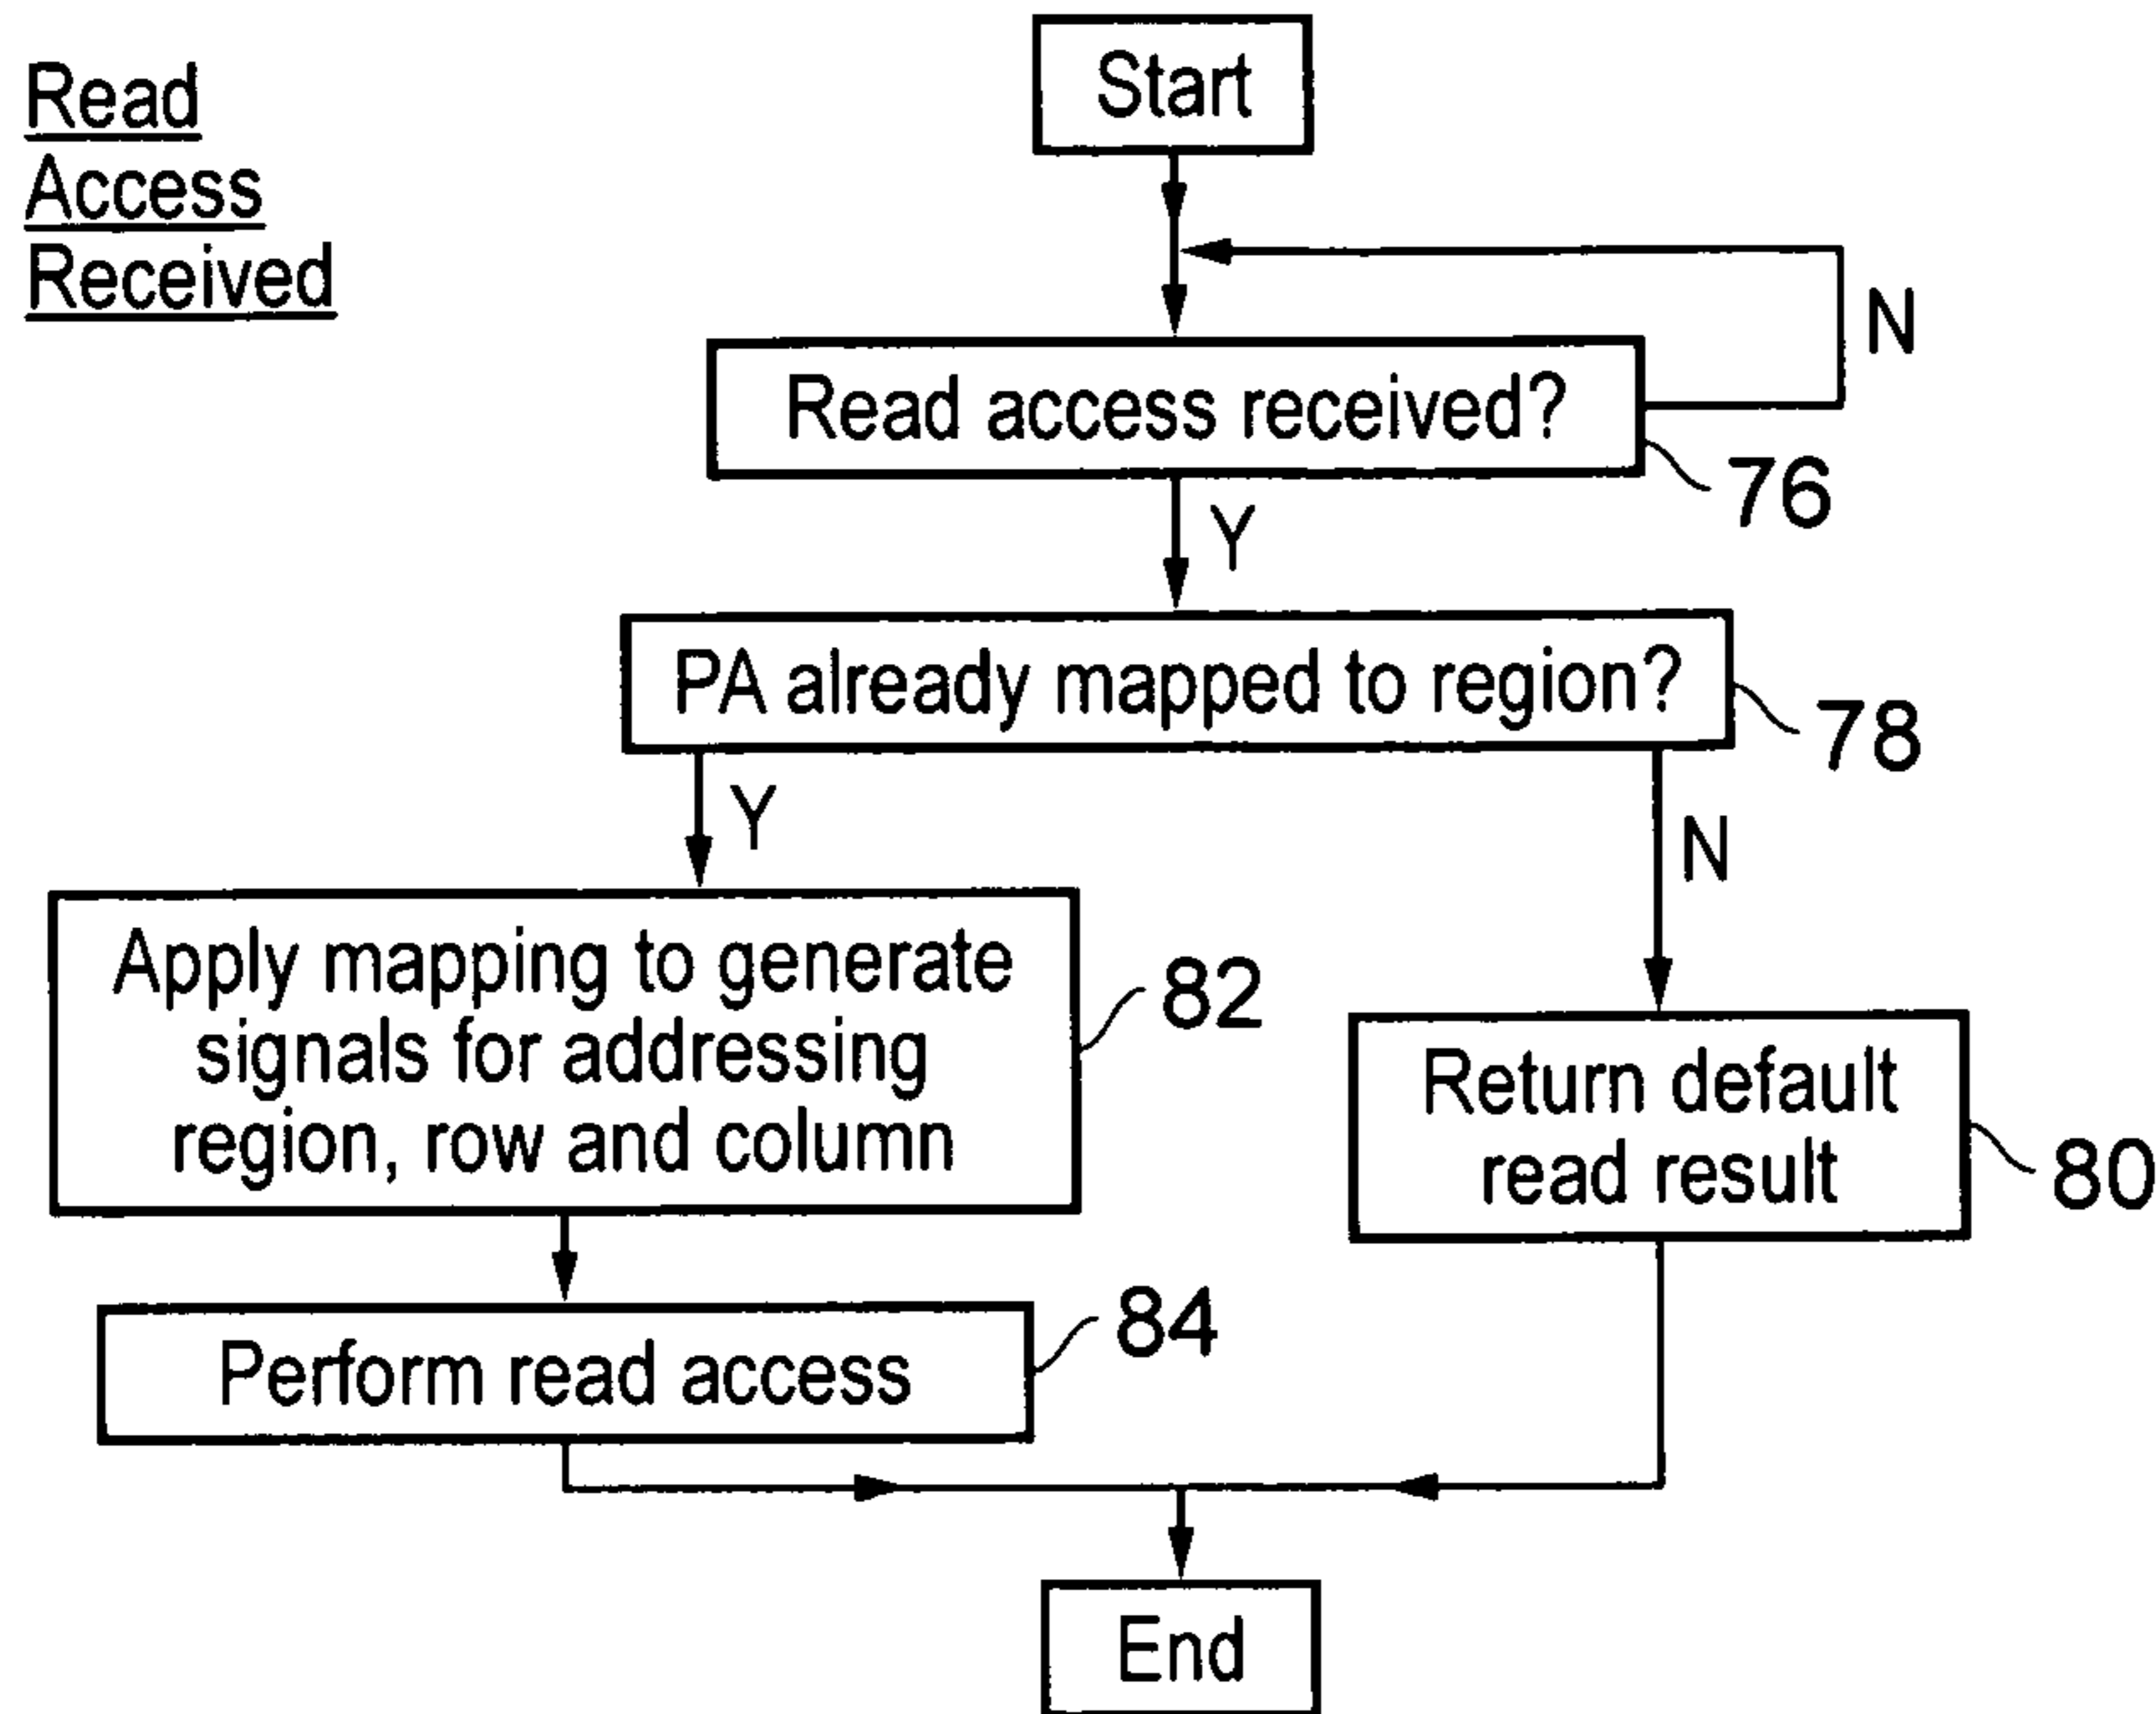 Read
Access
Received
Start
N
Read access received?
76
Y
PA already mapped to region?
78
Y
N
Apply mapping to generate
signals for addressing
region, row and column
82
Return default
read result
80
Perform read access
84
End